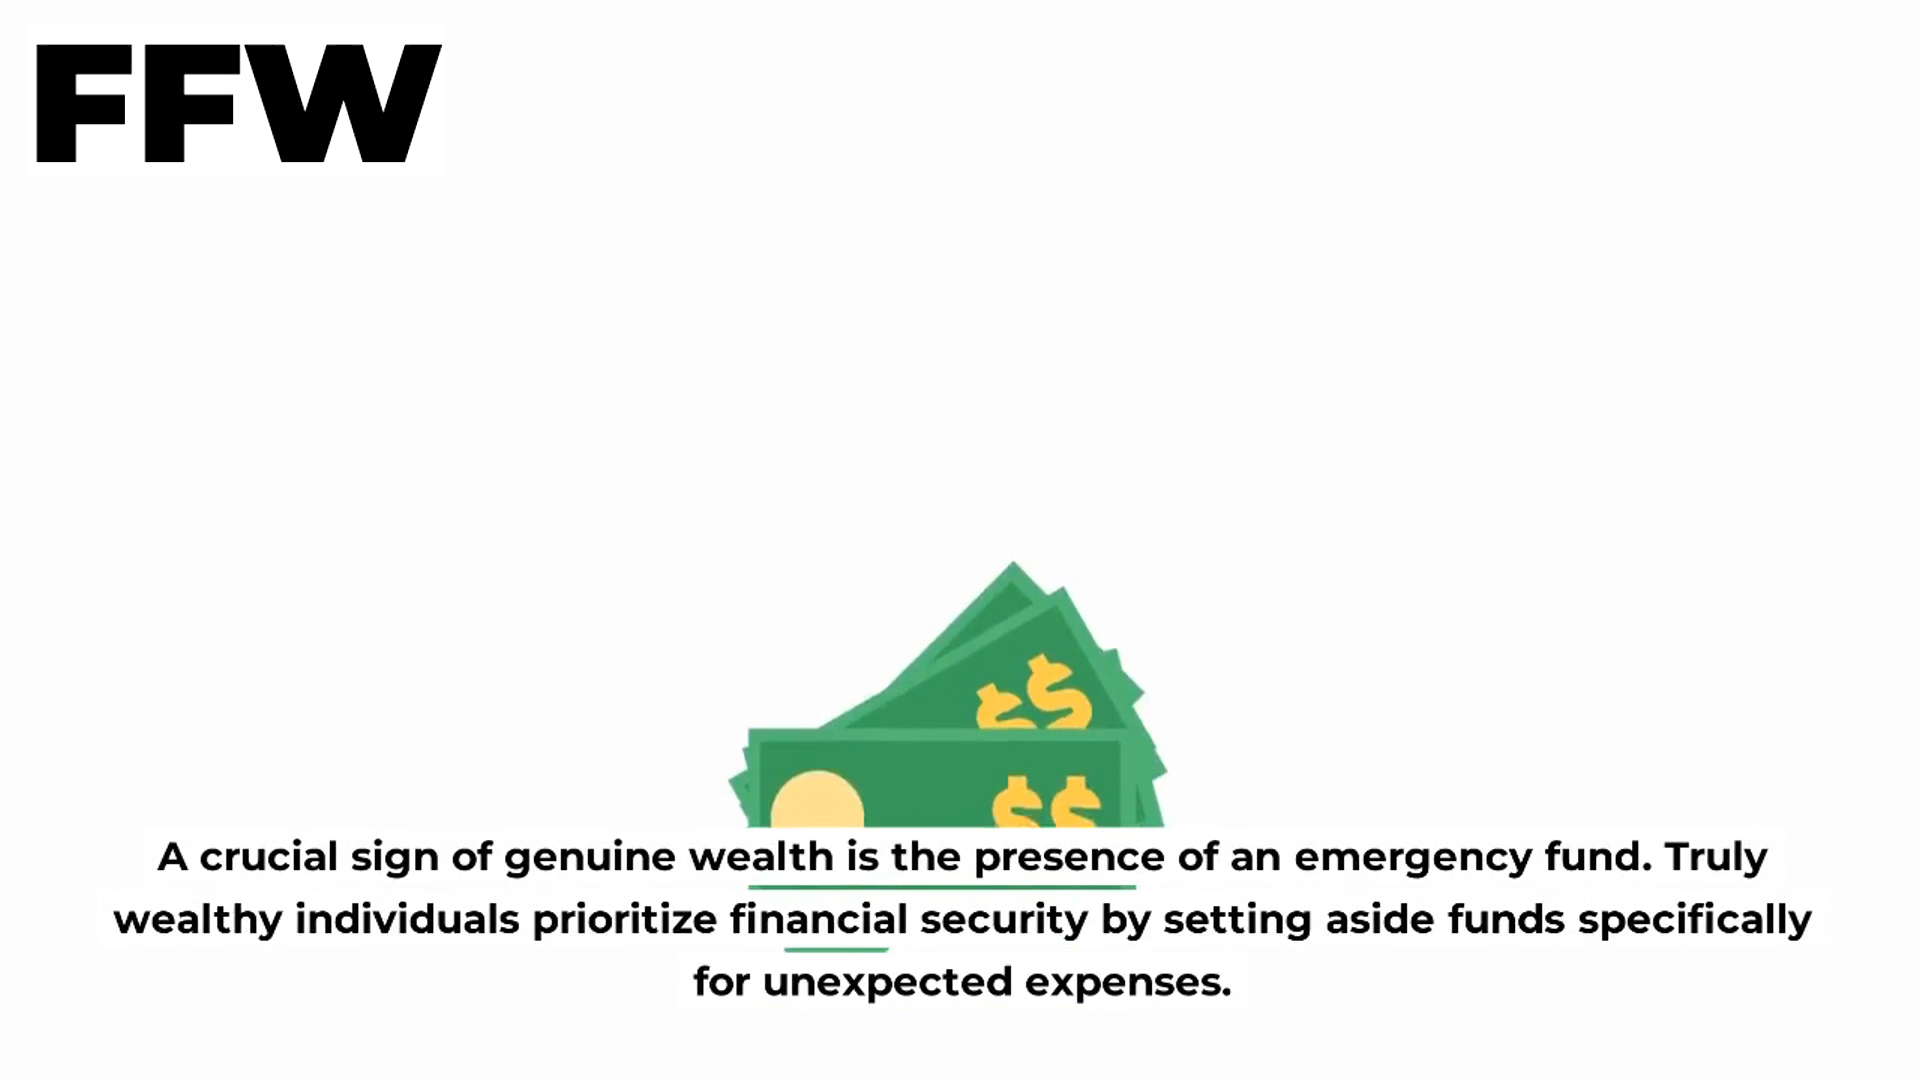 FFW
$$
$$
A crucial sign of genuine wealth is the presence of an emergency fund. Truly
wealthy individuals prioritize financial security by setting aside funds specifically
for unexpected expenses.